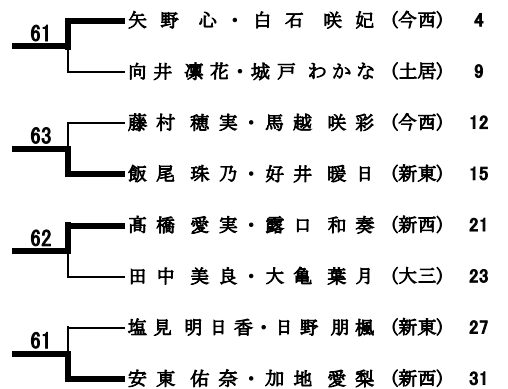 61
矢野 心・白石 咲妃 (今西) 4
向井 凛花・城戸 わかな (土居) 9
63
藤村 穂実・馬越 咲彩 (今西) 12
飯尾 珠乃・好井 暖日 (新東) 15
62
髙橋 愛実・露口 和奏 (新西) 21
田中 美良・大亀 葉月 (大三) 23
61
塩見 明日香・日野 朋楓 (新東) 27
安東 佑奈・加地 愛梨 (新西) 31